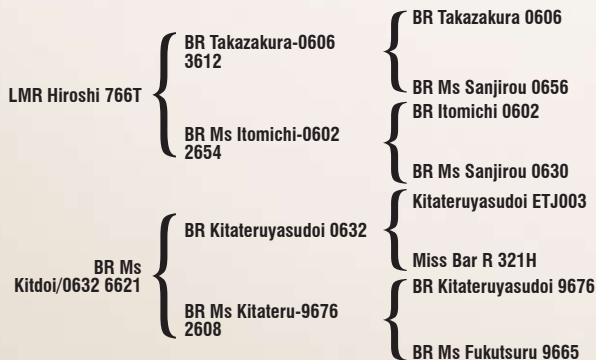 BR Takazakura 0606
BR Takazakura-0606
3612
BR Ms Sanjirou 0656
LMR Hiroshi 766T
BR Itomichi 0602
BR Ms Itomichi-0602
2654
BR Ms Sanjirou 0630
Kitateruyasudoi ETJ003
BR Kitateruyasudoi 0632
Miss Bar R 321H
BR Ms
Kitdoi/0632 6621
BR Kitateruyasudoi 9676
BR Ms Kitateru-9676
2608
BR Ms Fukutsuru 9665